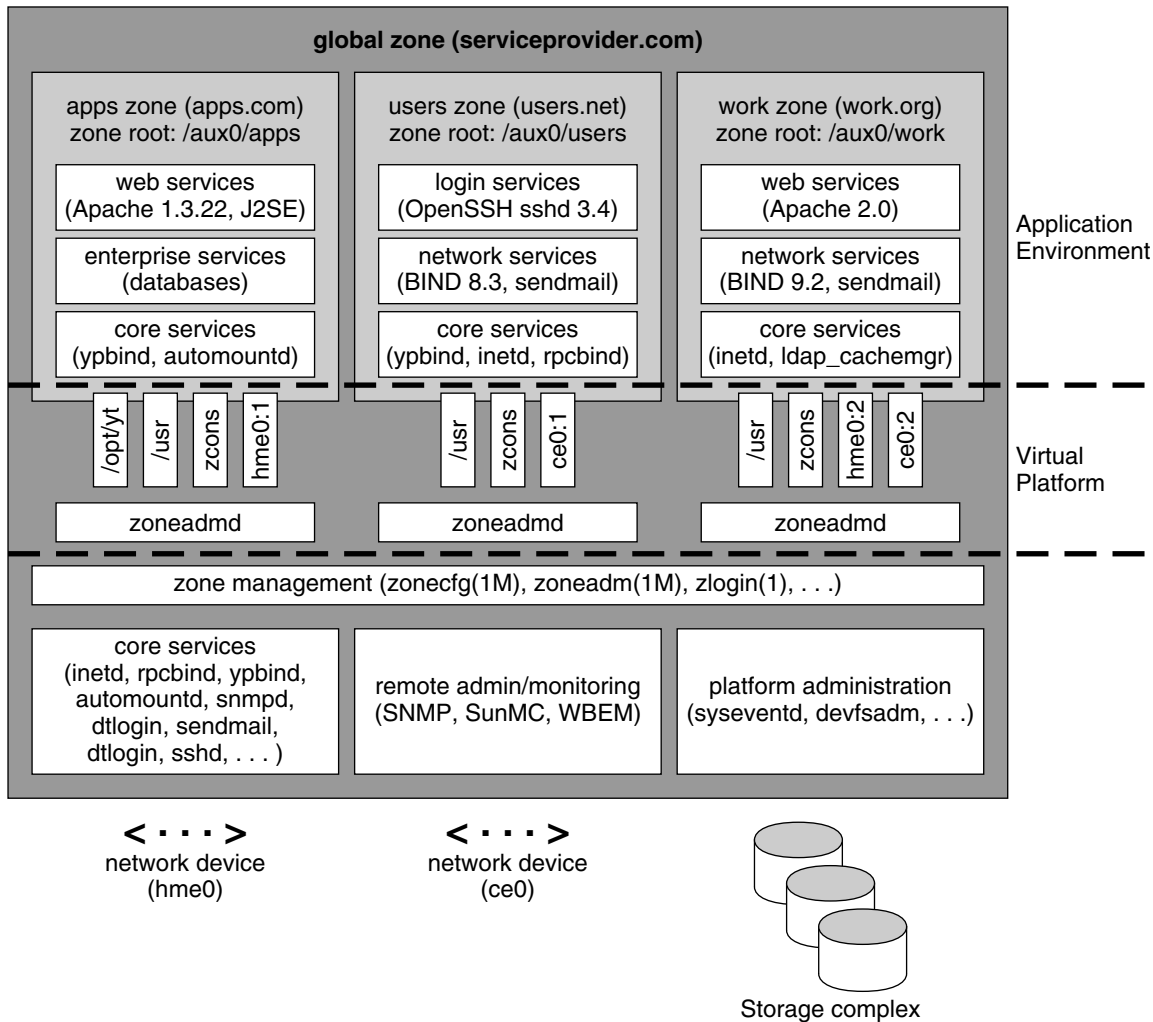 global zone (serviceprovider.com)
apps zone (apps.com)
zone root: /aux0/apps
web services
(Apache 1.3.22, J2SE)
enterprise services
(databases)
core services
(ypbind, automountd)
users zone (users.net)
zone root: /aux0/users
login services
(OpenSSH sshd 3.4)
network services
(BIND 8.3, sendmail)
core services
(ypbind, inetd, rpcbind)
work zone (work.org)
zone root: /aux0/work
web services
(Apache 2.0)
network services
(BIND 9.2, sendmail)
core services
(inetd, ldap_cachemgr)
Application
Environment
/opt/yt
/usr
zcons
hme0:1
/usr
zcons
ce0:1
/usr
zcons
hme0:2
ce0:2
Virtual
Platform
zoneadmd
zoneadmd
zoneadmd
zone management (zonecfg(1M), zoneadm(1M), zlogin(1), . . .)
core services
(inetd, rpcbind, ypbind,
automountd, snmpd,
dtlogin, sendmail,
dtlogin, sshd, . . . )
remote admin/monitoring
(SNMP, SunMC, WBEM)
platform administration
(syseventd, devfsadm, . . .)
< · · · >
network device
(hme0)
< · · · >
network device
(ce0)
Storage complex